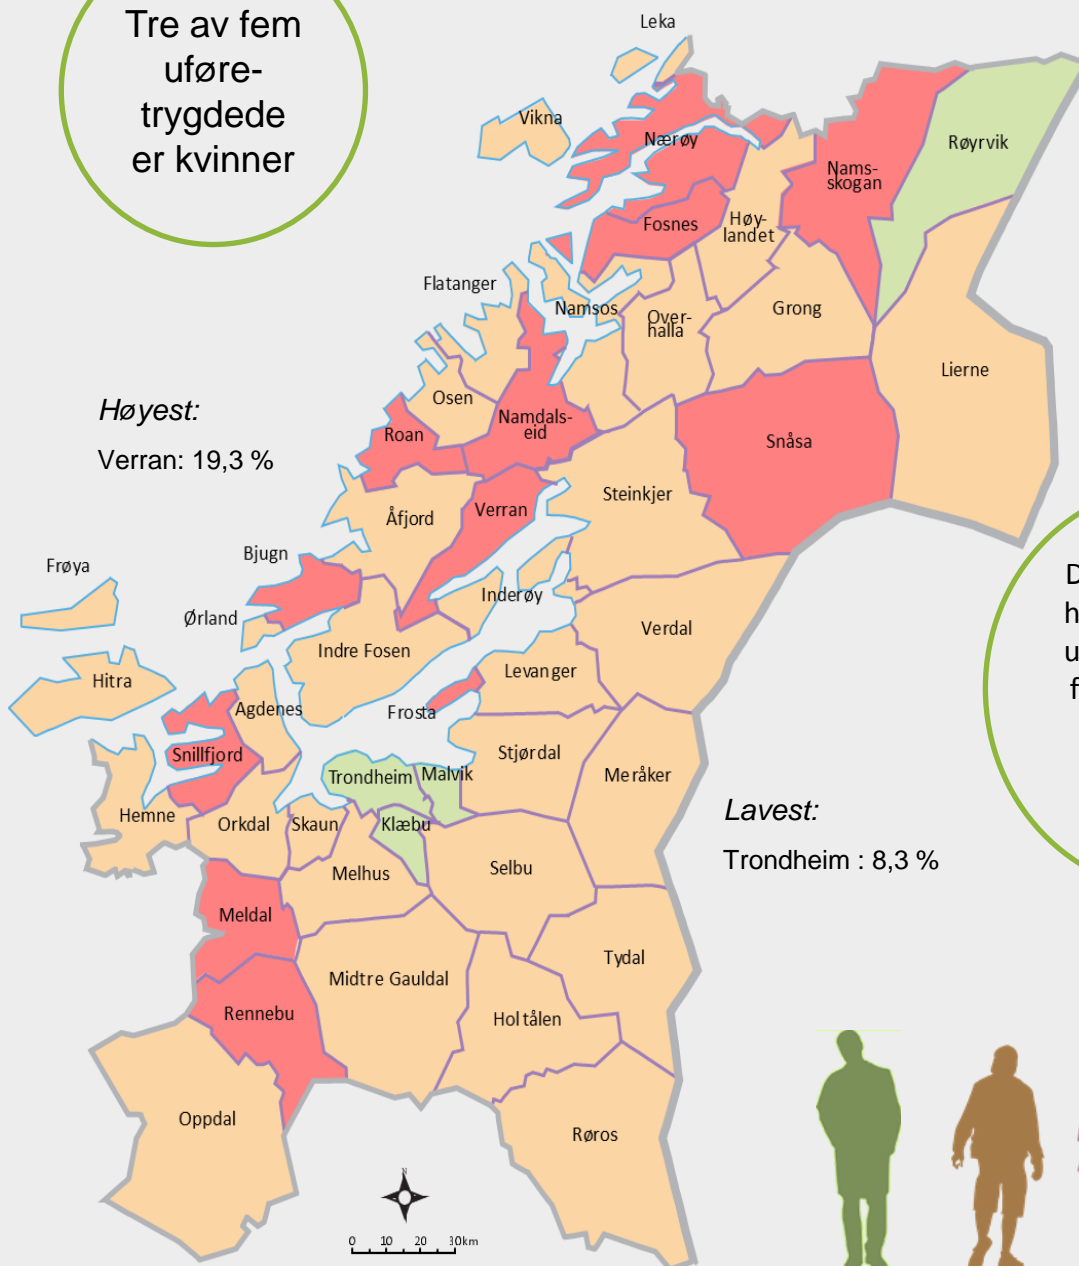 Tre av fem
uføre-
trygdede
er kvinner
Leka
Vikna
Nærøy
Røyrvik
Nams-
skogan
Fosnes
Høy-
landet
Flatanger
Namsos
Over-
halla
Grong
Lierne
Osen
Høyest:
Verran: 19,3 %
Namdals-
eid
Roan
Snåsa
Steinkjer
Verran
Åfjord
Bjugn
Frøya
Inderøy
Ørland
Verdal
Indre Fosen
Levanger
Hitra
Agdenes
Frosta
Snillfjord
Stjørdal
Trondheim
Malvik
Meråker
Hemne
Orkdal
Skaun
Klæbu
Lavest:
Trondheim : 8,3 %
Melhus
Selbu
Meldal
Tydal
Midtre Gauldal
Rennebu
Holtålen
Oppdal
Røros
N
0 10 20 30km
D
h
u
f